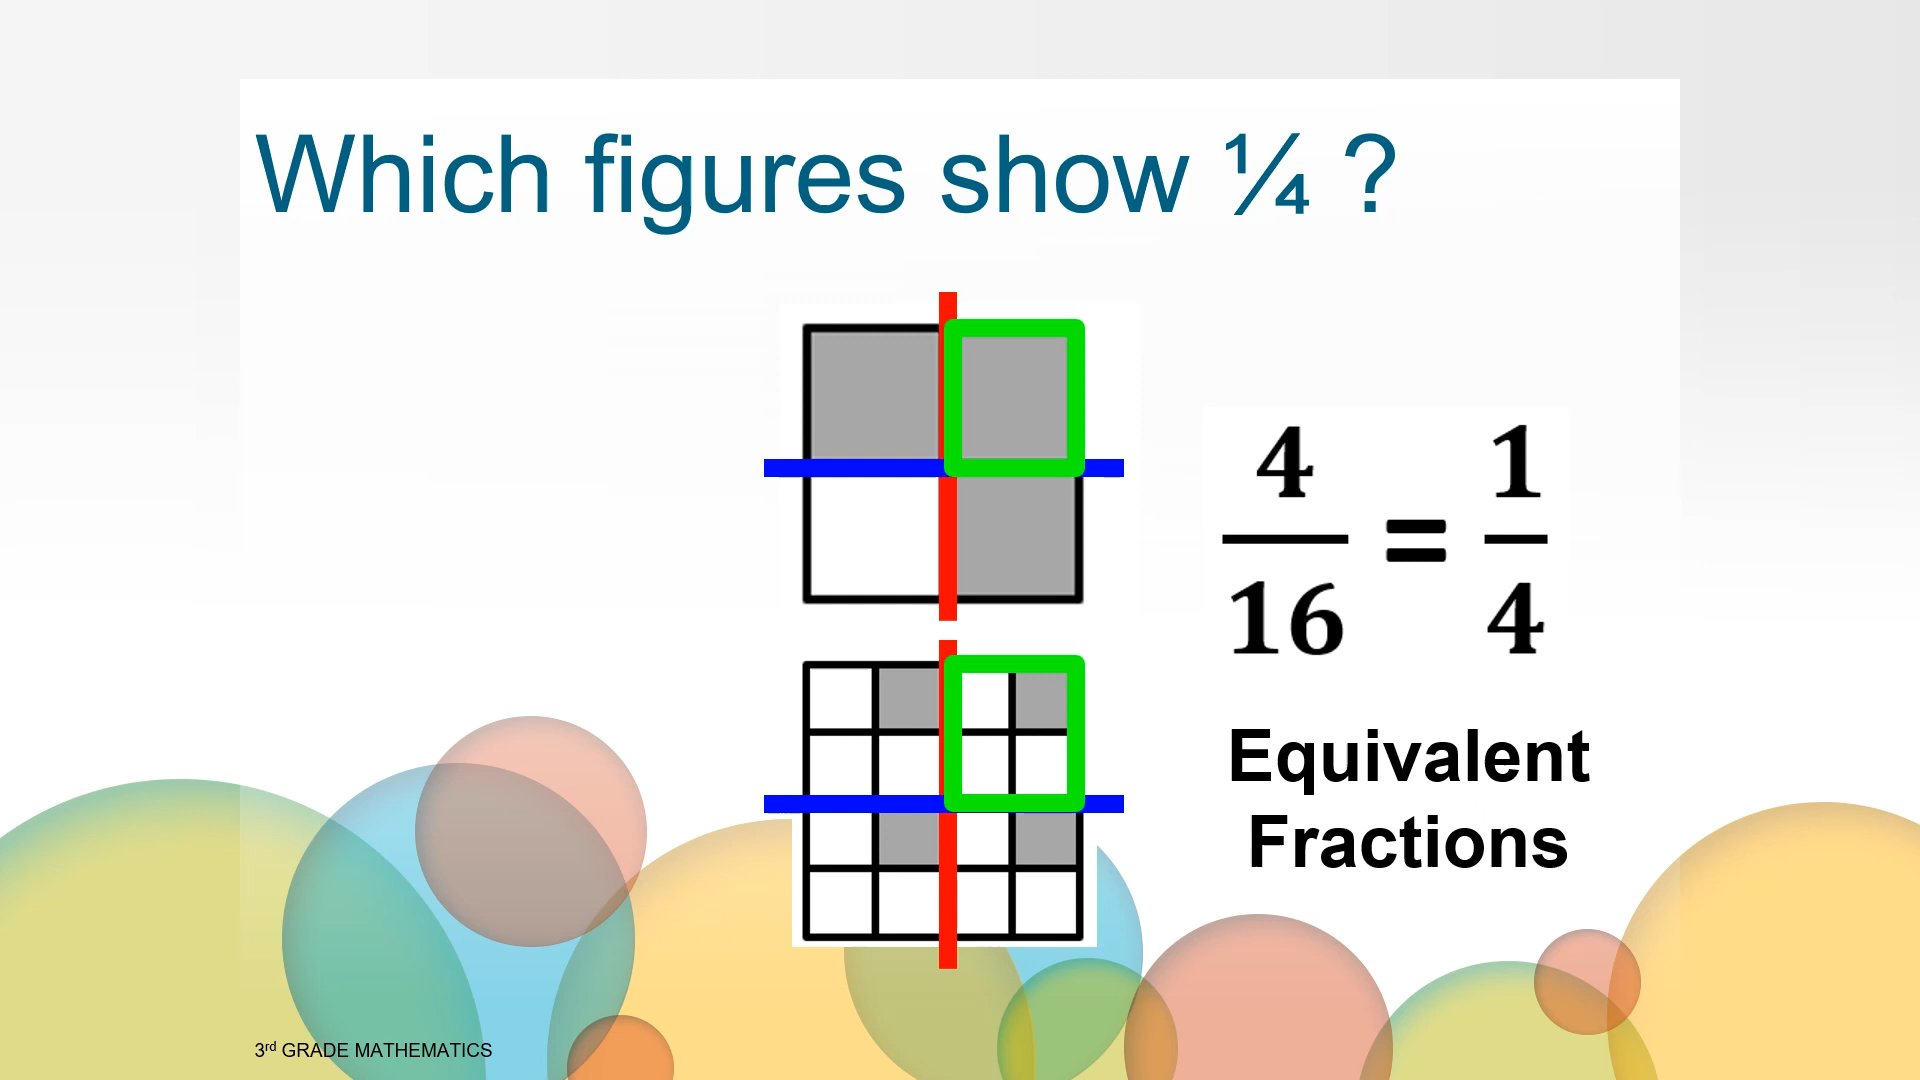 Which figures show ¼ ?
4/16 = 1/4
Equivalent
Fractions
3rd GRADE MATHEMATICS